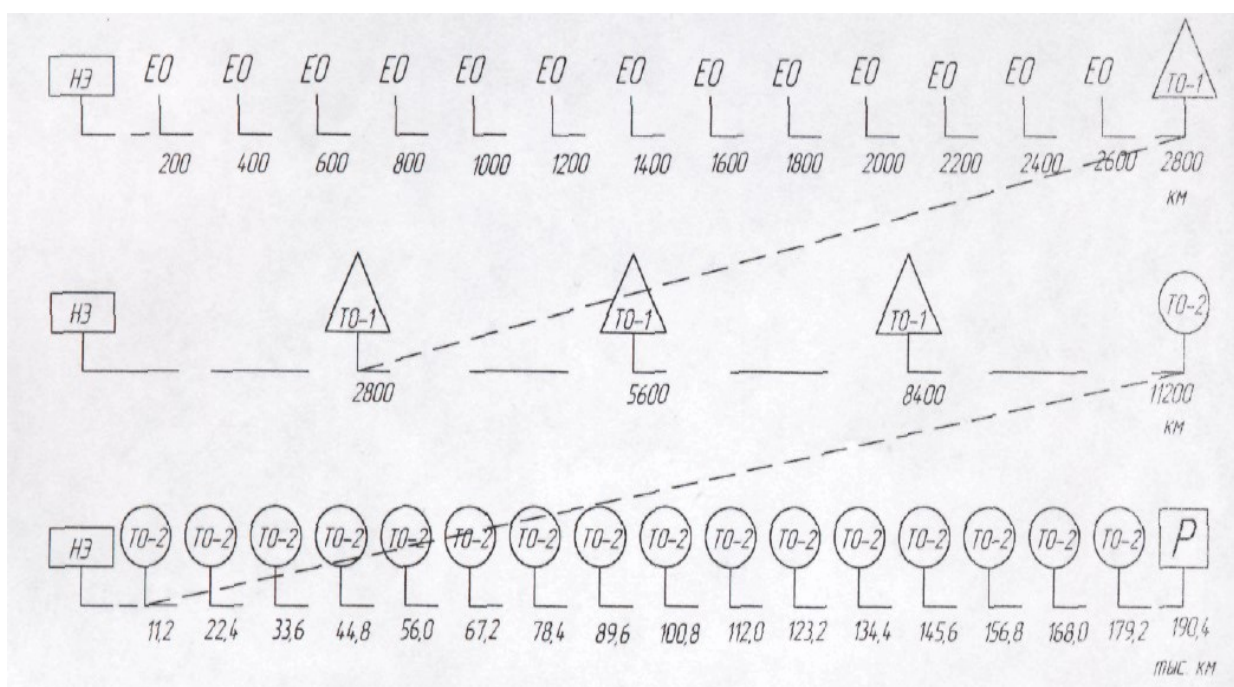 НЭ ЕО ЕО ЕО ЕО ЕО ЕО ЕО ЕО ЕО ЕО ЕО ЕО ЕО ТО-1
200 400 600 800 1000 1200 1400 1600 1800 2000 2200 2400 2600 2800
км
НЭ ТО-1 ТО-1 ТО-1 ТО-2
2800 5600 8400 11200
км
НЭ ТО-2 ТО-2 ТО-2 ТО-2 ТО-2 ТО-2 ТО-2 ТО-2 ТО-2 ТО-2 ТО-2 ТО-2 ТО-2 ТО-2 ТО-2 ТО-2 Р
11,2 22,4 33,6 44,8 56,0 67,2 78,4 89,6 100,8 112,0 123,2 134,4 145,6 156,8 168,0 179,2 190,4
тыс. км